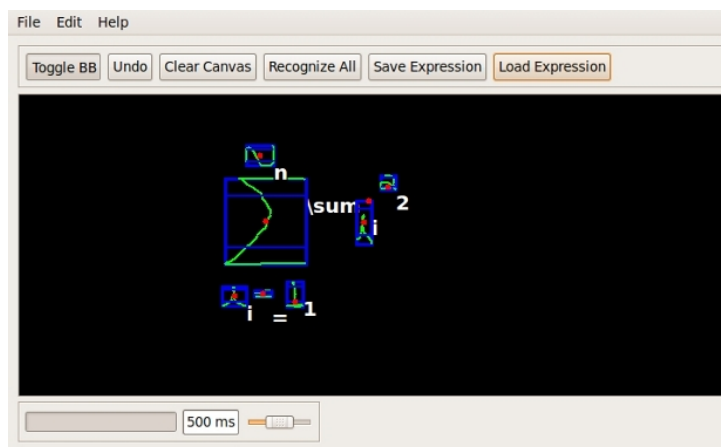 File Edit Help
Toggle BB Undo Clear Canvas Recognize All Save Expression Load Expression
n
\sum i 2
i = 1
500 ms